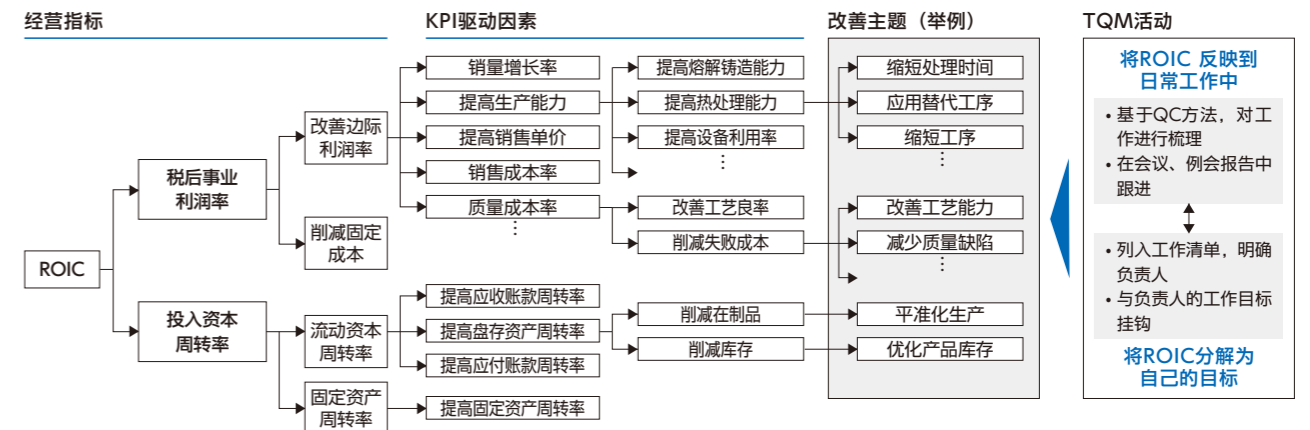 经营指标
KPI驱动因素
改善主题（举例）
TQM活动
ROIC
税后事业
利润率
投入资本
周转率
改善边际
利润率
削减固定
成本
流动资本
周转率
固定资产
周转率
销量增长率
提高生产能力
提高销售单价
销售成本率
质量成本率
⋮
提高应收账款周转率
提高盘存资产周转率
提高应付账款周转率
提高固定资产周转率
提高熔解铸造能力
提高热处理能力
提高设备利用率
⋮
改善工艺良率
削减失败成本
削减在制品
削减库存
缩短处理时间
应用替代工序
缩短工序
⋮
改善工艺能力
减少质量缺陷
⋮
平准化生产
优化产品库存
将ROIC 反映到
日常工作中
• 基于QC方法，对工
作进行梳理
• 在会议、例会报告中
跟进
• 列入工作清单，明确
负责人
• 与负责人的工作目标
挂钩
将ROIC分解为
自己的目标